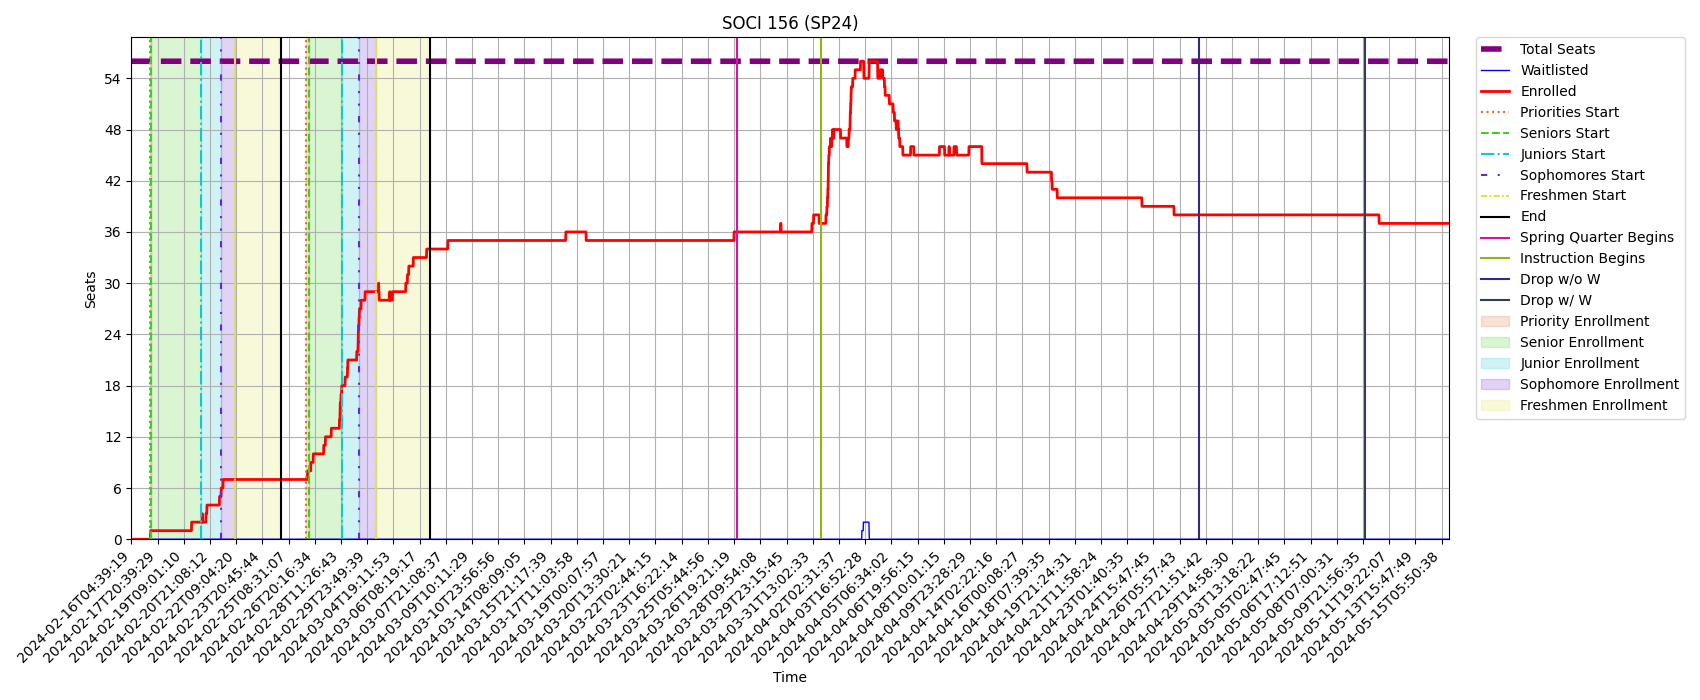 SOCI 156 (SP24)
Seats
54
48
42
36
30
24
18
12
6
0
2024-02-16T04:39:19
2024-02-17T20:39:29
2024-02-19T09:01:10
2024-02-20T21:08:12
2024-02-22T09:04:20
2024-02-23T20:45:44
2024-02-25T08:31:07
2024-02-26T20:16:34
2024-02-28T11:26:43
2024-02-29T23:49:39
2024-03-04T19:11:53
2024-03-06T08:19:17
2024-03-07T21:08:37
2024-03-09T10:11:29
2024-03-10T23:56:56
2024-03-14T08:09:05
2024-03-15T21:17:39
2024-03-17T11:03:58
2024-03-19T00:07:57
2024-03-20T13:30:21
2024-03-22T02:44:15
2024-03-23T16:22:14
2024-03-25T05:44:56
2024-03-26T19:21:19
2024-03-28T09:54:08
2024-03-29T23:15:45
2024-03-31T13:02:33
2024-04-02T02:31:37
2024-04-03T16:52:28
2024-04-05T06:34:02
2024-04-06T19:56:15
2024-04-08T10:01:15
2024-04-09T23:28:29
2024-04-14T02:22:16
2024-04-16T00:08:27
2024-04-18T07:39:35
2024-04-19T21:24:31
2024-04-21T11:58:24
2024-04-23T01:40:35
2024-04-24T15:47:45
2024-04-26T05:57:43
2024-04-27T21:51:42
2024-04-29T14:58:30
2024-05-03T13:18:22
2024-05-05T02:47:45
2024-05-06T17:12:51
2024-05-08T07:00:31
2024-05-09T21:56:35
2024-05-11T19:22:07
2024-05-13T15:47:49
2024-05-15T05:50:38
Time
Total Seats
Waitlisted
Enrolled
Priorities Start
Seniors Start
Juniors Start
Sophomores Start
Freshmen Start
End
Spring Quarter Begins
Instruction Begins
Drop w/o W
Drop w/ W
Priority Enrollment
Senior Enrollment
Junior Enrollment
Sophomore Enrollment
Freshmen Enrollment